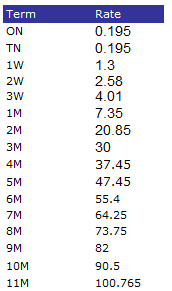 Term Rate
ON 0.195
TN 0.195
1W 1.3
2W 2.58
3W 4.01
1M 7.35
2M 20.85
3M 30
4M 37.45
5M 47.45
6M 55.4
7M 64.25
8M 73.75
9M 82
10M 90.5
11M 100.765